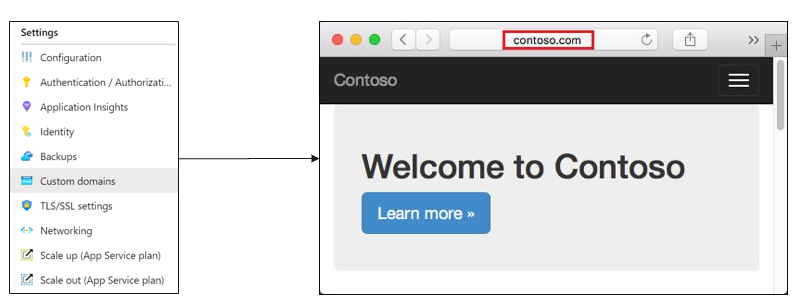 Settings
Configuration
Authentication / Authorizati...
Application Insights
Identity
Backups
Custom domains
TLS/SSL settings
Networking
Scale up (App Service plan)
Scale out (App Service plan)
contoso.com
Contoso
Welcome to Contoso
Learn more »